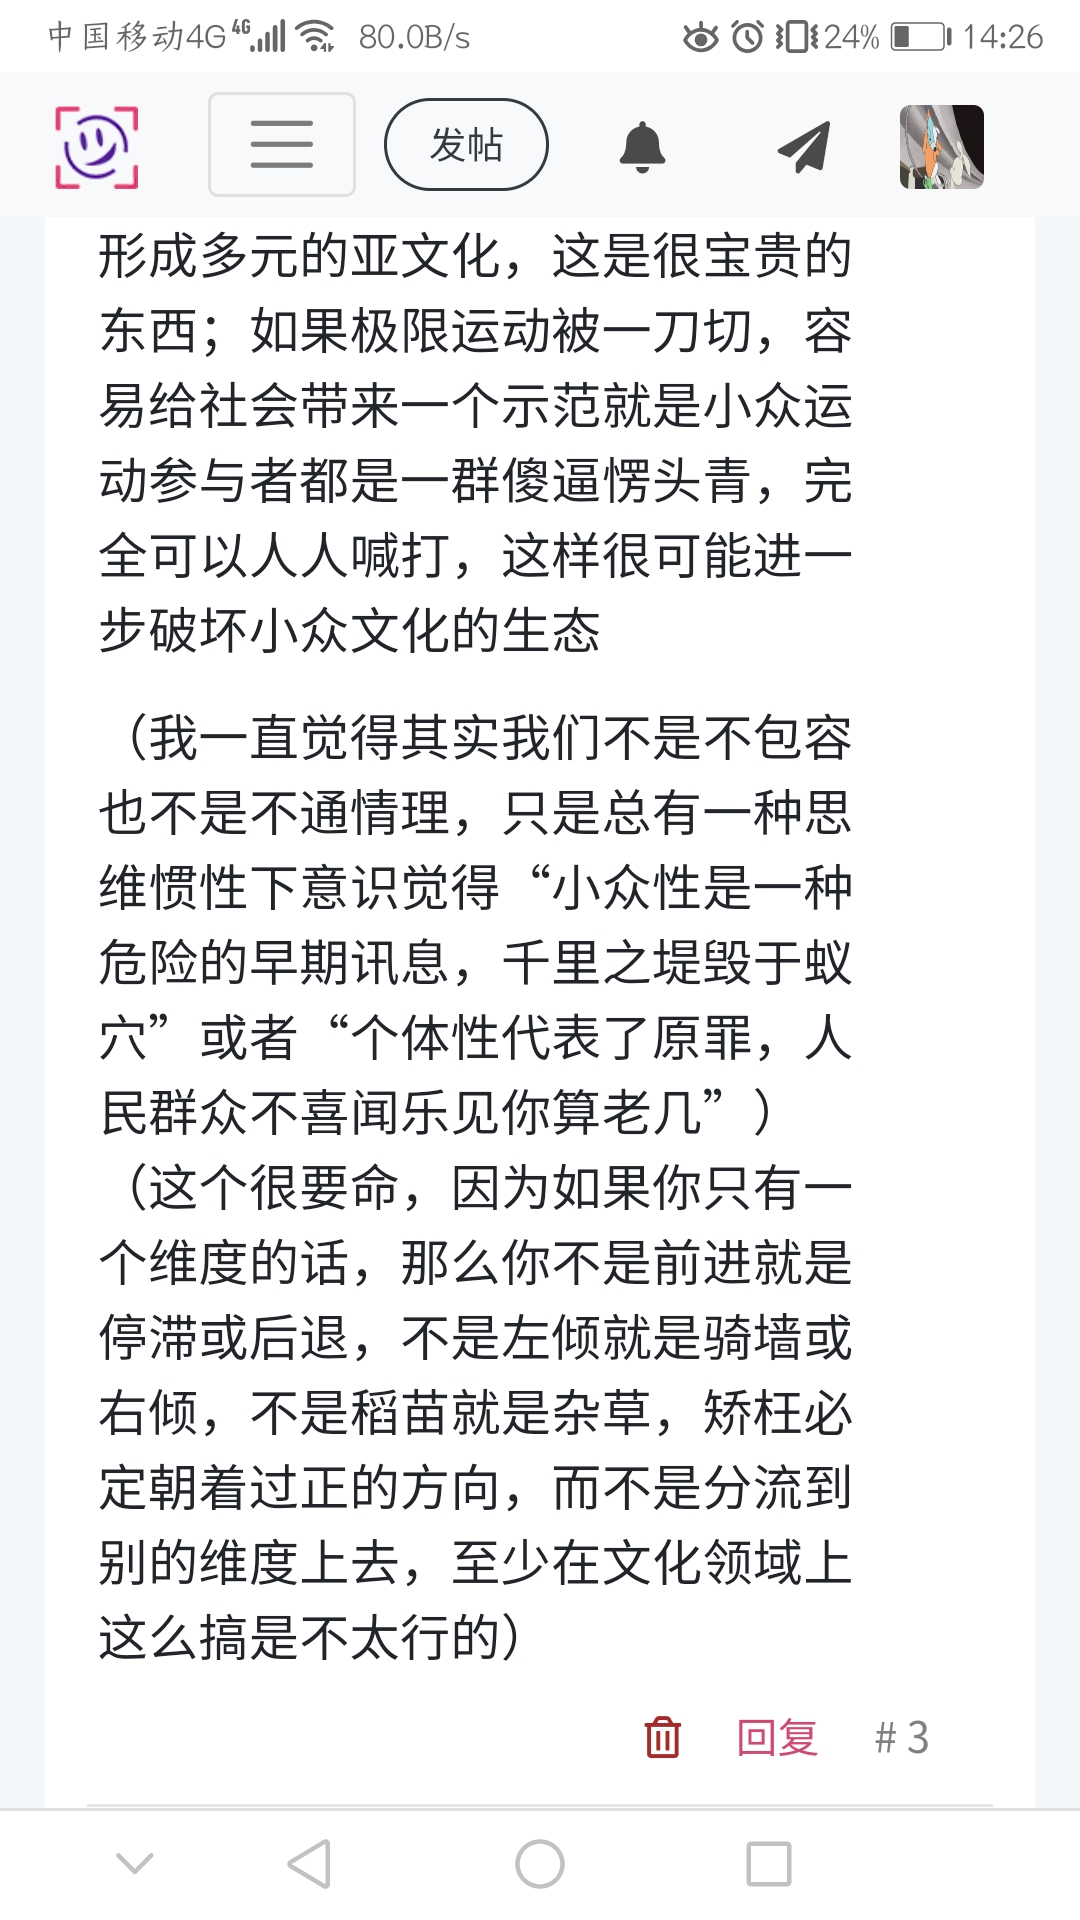 中国移动4G 4G 80.0B/s 24% 14:26
发帖
形成多元的亚文化，这是很宝贵的
东西；如果极限运动被一刀切，容
易给社会带来一个示范就是小众运
动参与者都是一群傻逼愣头青，完
全可以人人喊打，这样很可能进一
步破坏小众文化的生态
（我一直觉得其实我们不是不包容
也不是不通情理，只是总有一种思
维惯性下意识觉得“小众性是一种
危险的早期讯息，千里之堤毁于蚁
穴”或者“个体性代表了原罪，人
民群众不喜闻乐见你算老几”）
（这个很要命，因为如果你只有一
个维度的话，那么你不是前进就是
停滞或后退，不是左倾就是骑墙或
右倾，不是稻苗就是杂草，矫枉必
定朝着过正的方向，而不是分流到
别的维度上去，至少在文化领域上
这么搞是不太行的）
回复 #3